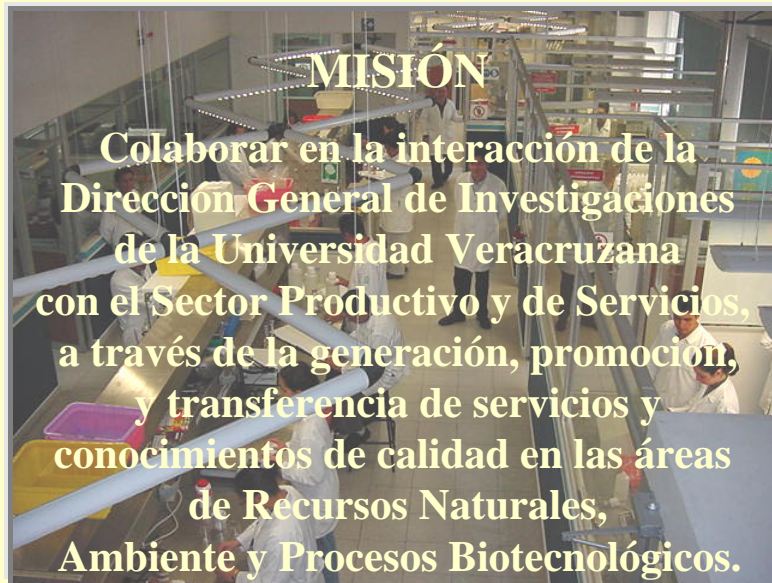 MISIÓN
Colaborar en la interacción de la
Dirección General de Investigaciones
de la Universidad Veracruzana
con el Sector Productivo y de Servicios,
a través de la generación, promoción,
y transferencia de servicios y
conocimientos de calidad en las áreas
de Recursos Naturales,
Ambiente y Procesos Biotecnológicos.